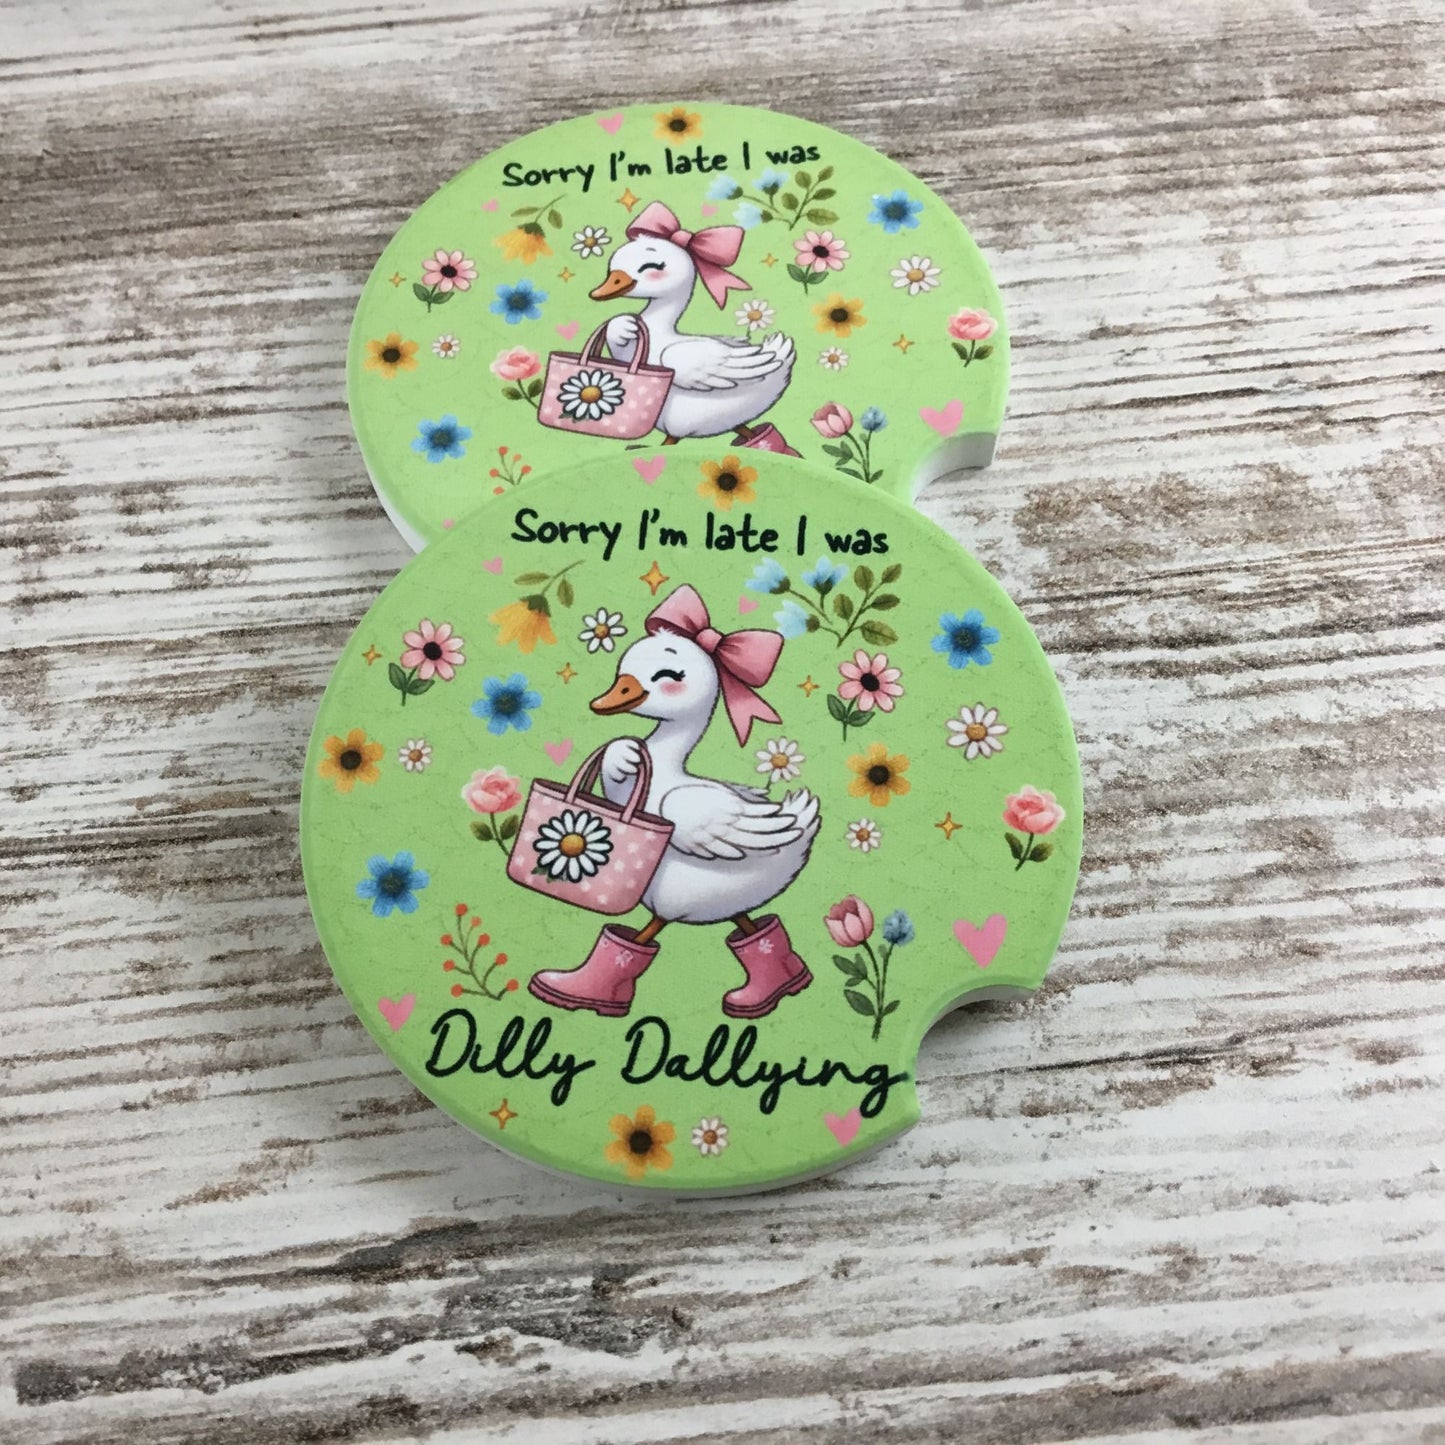 Sorry I'm late I was
Sorry I'm late I was
Dilly Dallying